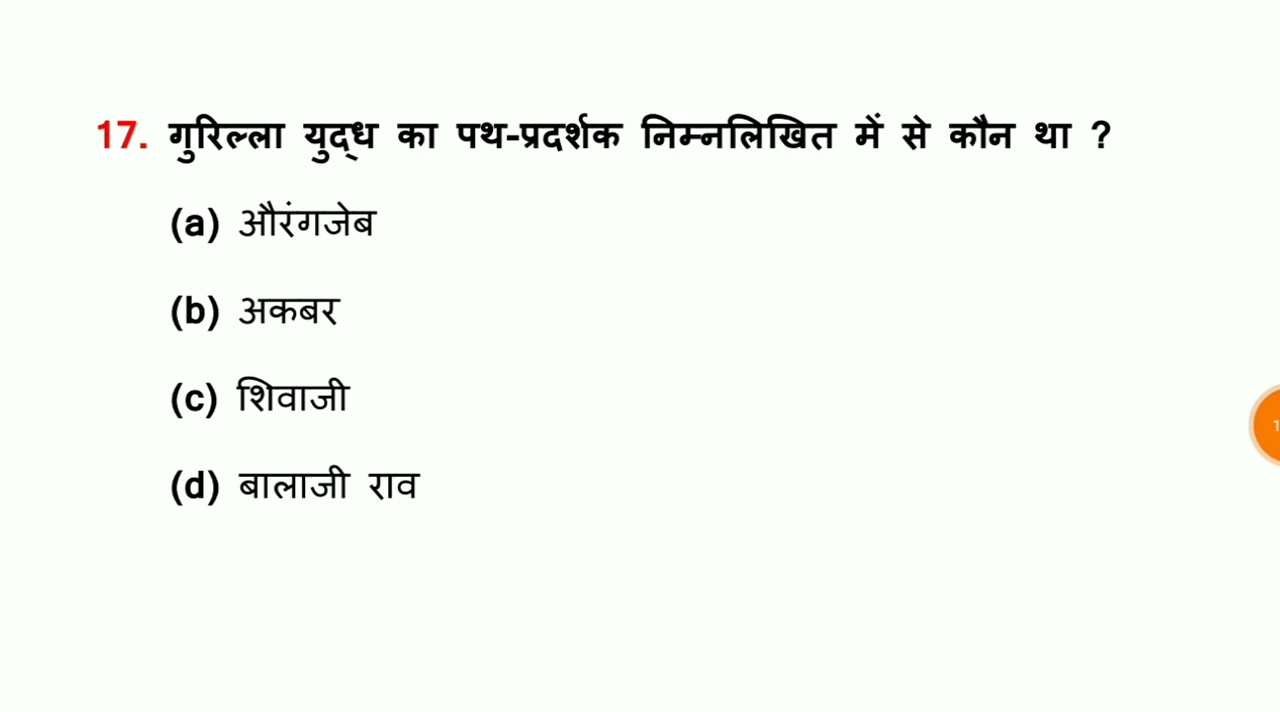 17. गुरिल्ला युद्ध का पथ-प्रदर्शक निम्नलिखित में से कौन था ?
(a) औरंगजेब
(b) अकबर
(c) शिवाजी
(d) बालाजी राव